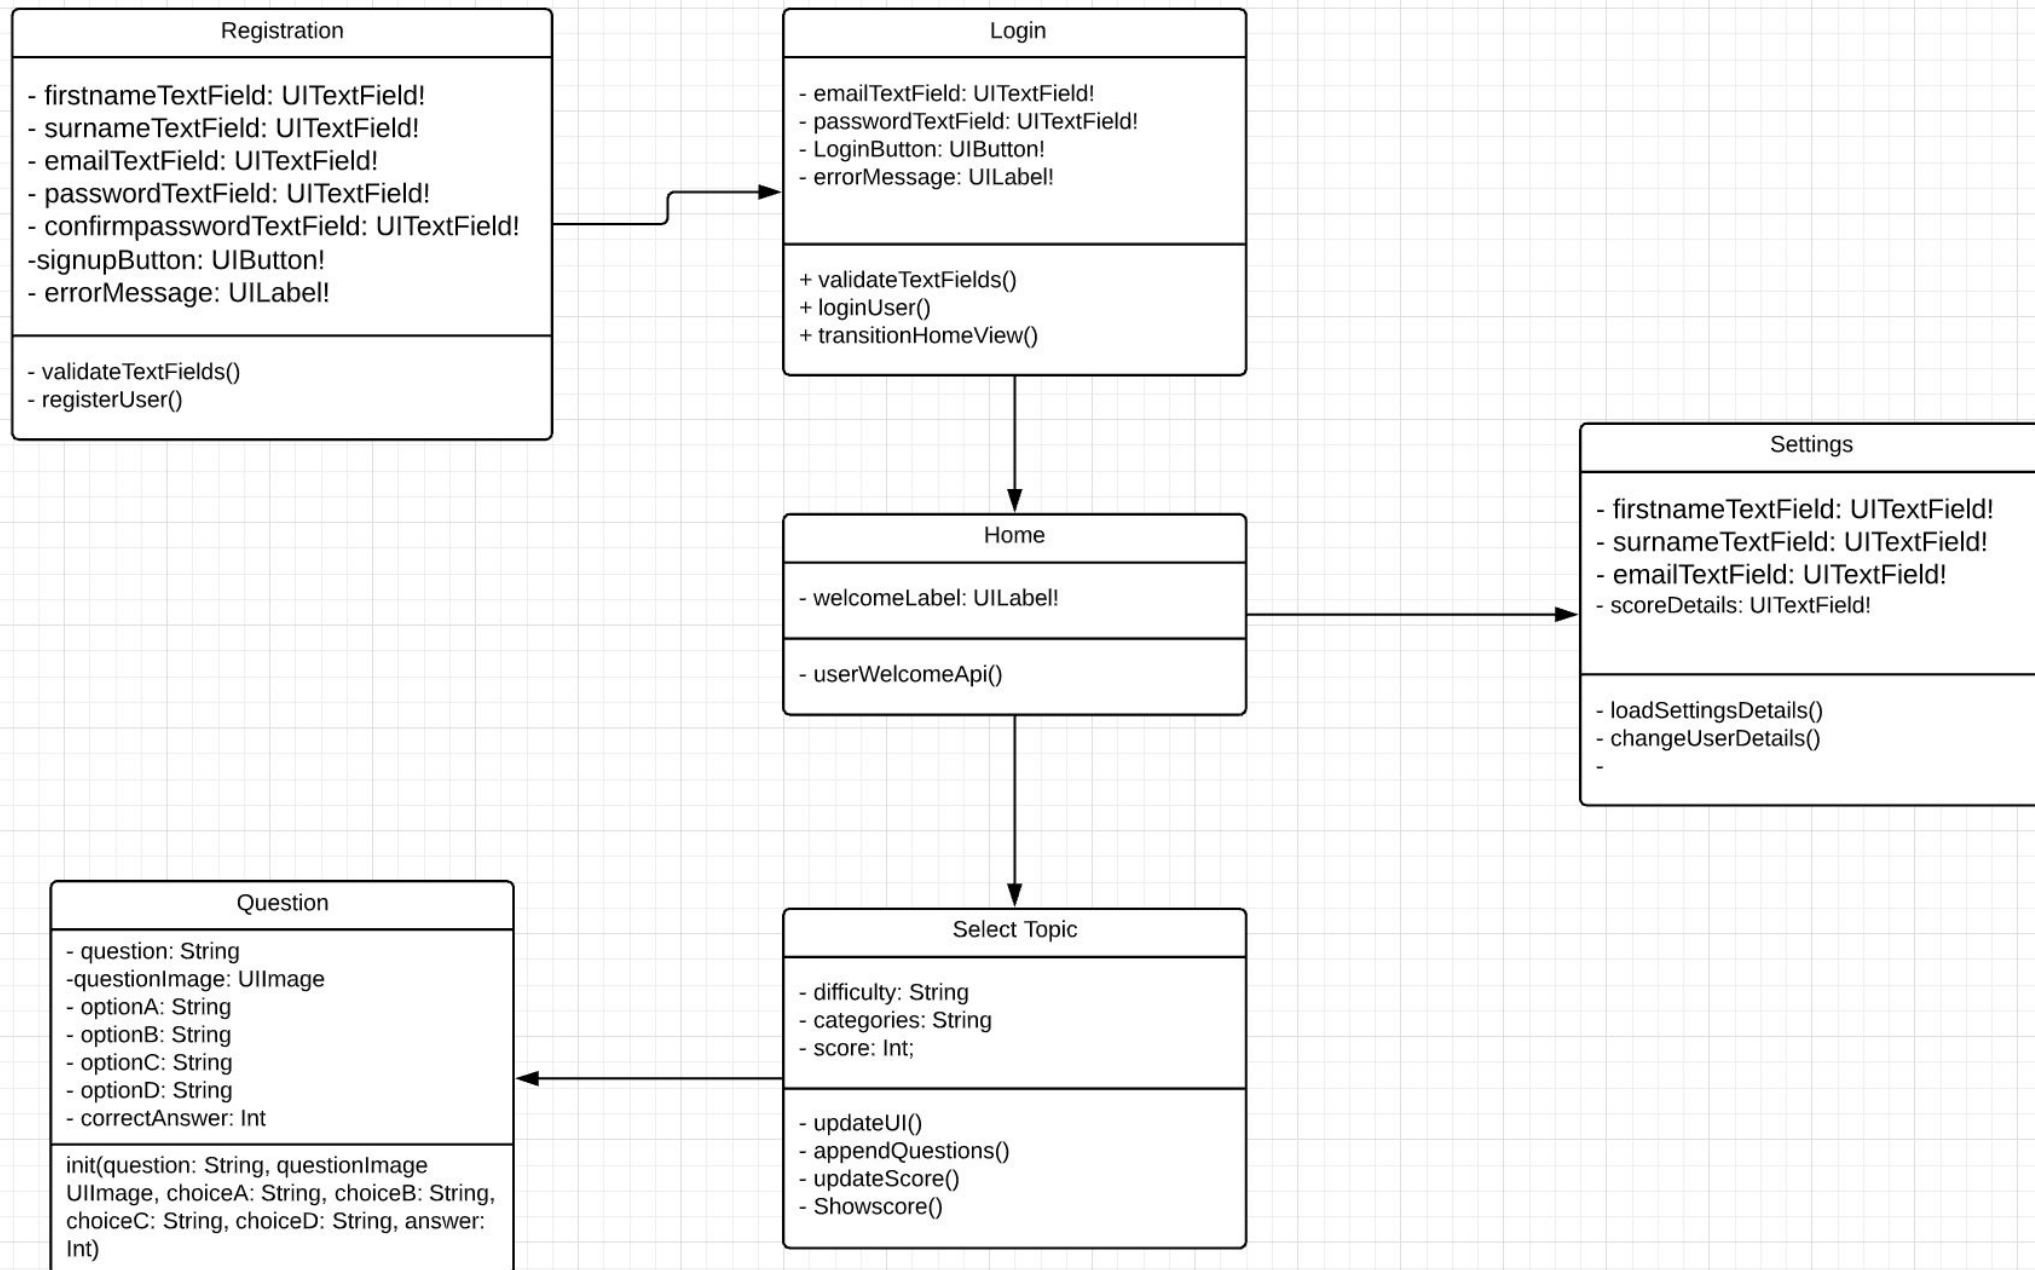 Registration
- firstnameTextField: UITextField!
- surnameTextField: UITextField!
- emailTextField: UITextField!
- passwordTextField: UITextField!
- confirmpasswordTextField: UITextField!
-signupButton: UIButton!
- errorMessage: UILabel!
- validateTextFields()
- registerUser()
Login
- emailTextField: UITextField!
- passwordTextField: UITextField!
- LoginButton: UIButton!
- errorMessage: UILabel!
+ validateTextFields()
+ loginUser()
+ transitionHomeView()
Home
- welcomeLabel: UILabel!
- userWelcomeApi()
Settings
- firstnameTextField: UITextField!
- surnameTextField: UITextField!
- emailTextField: UITextField!
- scoreDetails: UITextField!
- loadSettingsDetails()
- changeUserDetails()
-
Question
- question: String
-questionImage: UIImage
- optionA: String
- optionB: String
- optionC: String
- optionD: String
- correctAnswer: Int
init(question: String, questionImage
UIImage, choiceA: String, choiceB: String,
choiceC: String, choiceD: String, answer:
Int)
Select Topic
- difficulty: String
- categories: String
- score: Int;
- updateUI()
- appendQuestions()
- updateScore()
- Showscore()